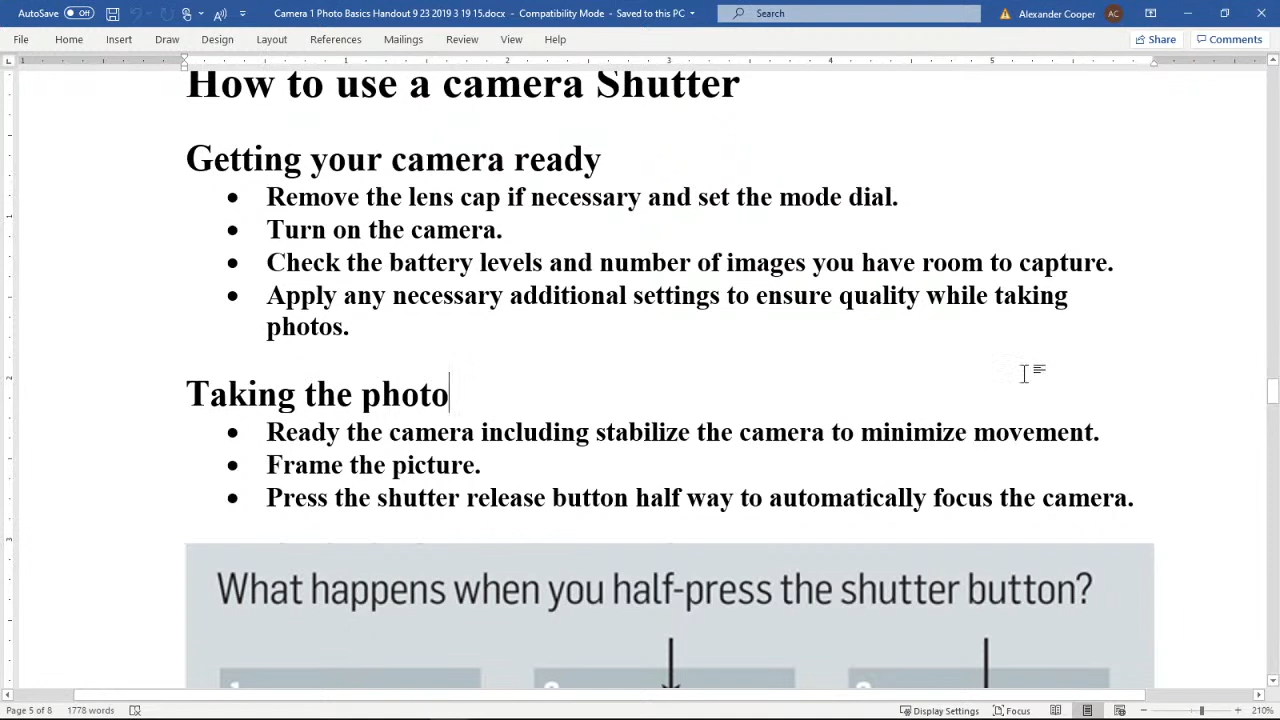 AutoSave Off Camera 1 Photo Basics Handout 9 23 2019 3 19 15.docx - Compatibility Mode - Saved to this PC Search Alexander Cooper AC
File Home Insert Draw Design Layout References Mailings Review View Help Share Comments
1 1 2 3 4 5
How to use a camera Shutter
Getting your camera ready
• Remove the lens cap if necessary and set the mode dial.
• Turn on the camera.
• Check the battery levels and number of images you have room to capture.
• Apply any necessary additional settings to ensure quality while taking
photos.
Taking the photo
• Ready the camera including stabilize the camera to minimize movement.
• Frame the picture.
• Press the shutter release button half way to automatically focus the camera.
What happens when you half-press the shutter button?
Page 5 of 8 1778 words Display Settings Focus 210%